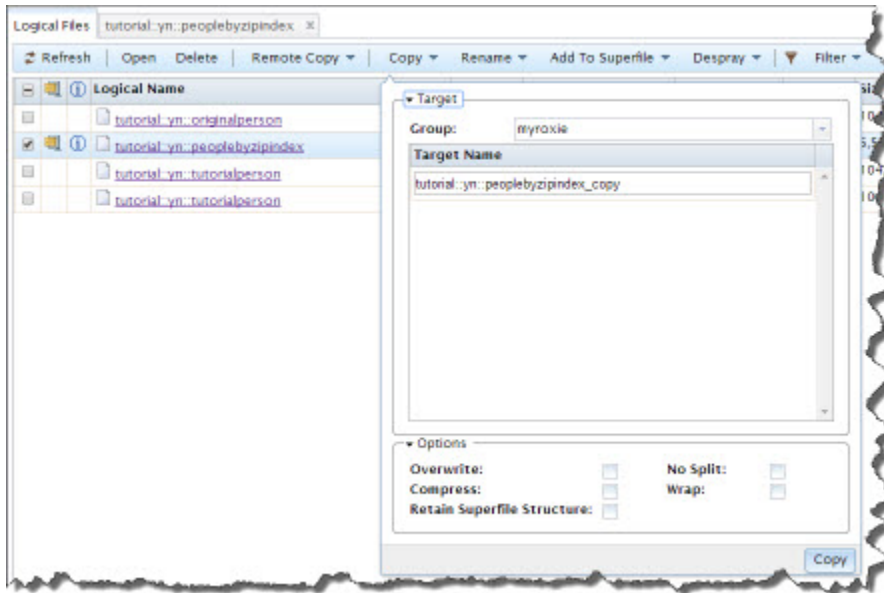 Logical Files tutorial::yn::peoplebyzipindex
Refresh Open Delete Remote Copy Copy Rename Add To Superfile Despray Filter
Logical Name
tutorial::yn::originalperson
tutorial::yn::peoplebyzipindex
tutorial::yn::tutorialperson
tutorial::yn::tutorialperson
Target
Group: myroxie
Target Name
tutorial::yn::peoplebyzipindex_copy
Options
Overwrite: No Split:
Compress: Wrap:
Retain Superfile Structure:
Copy